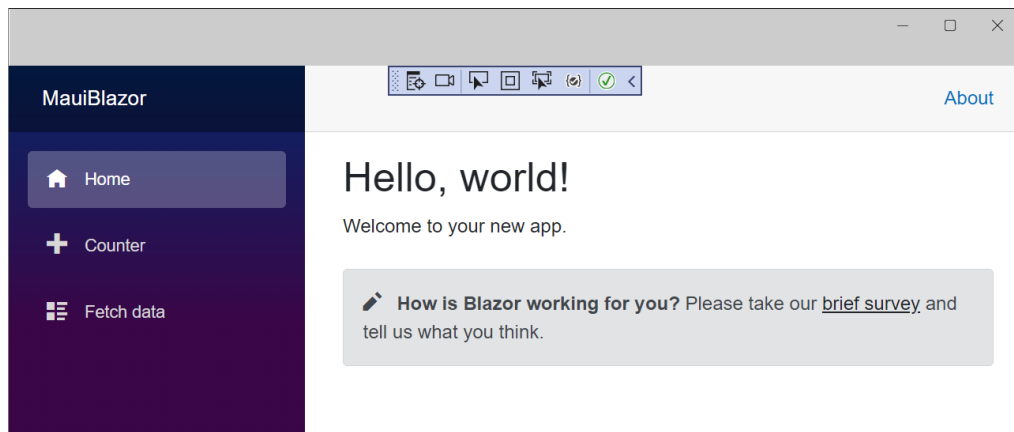 MauiBlazor
About
Home
Counter
Fetch data
Hello, world!
Welcome to your new app.
How is Blazor working for you? Please take our brief survey and
tell us what you think.